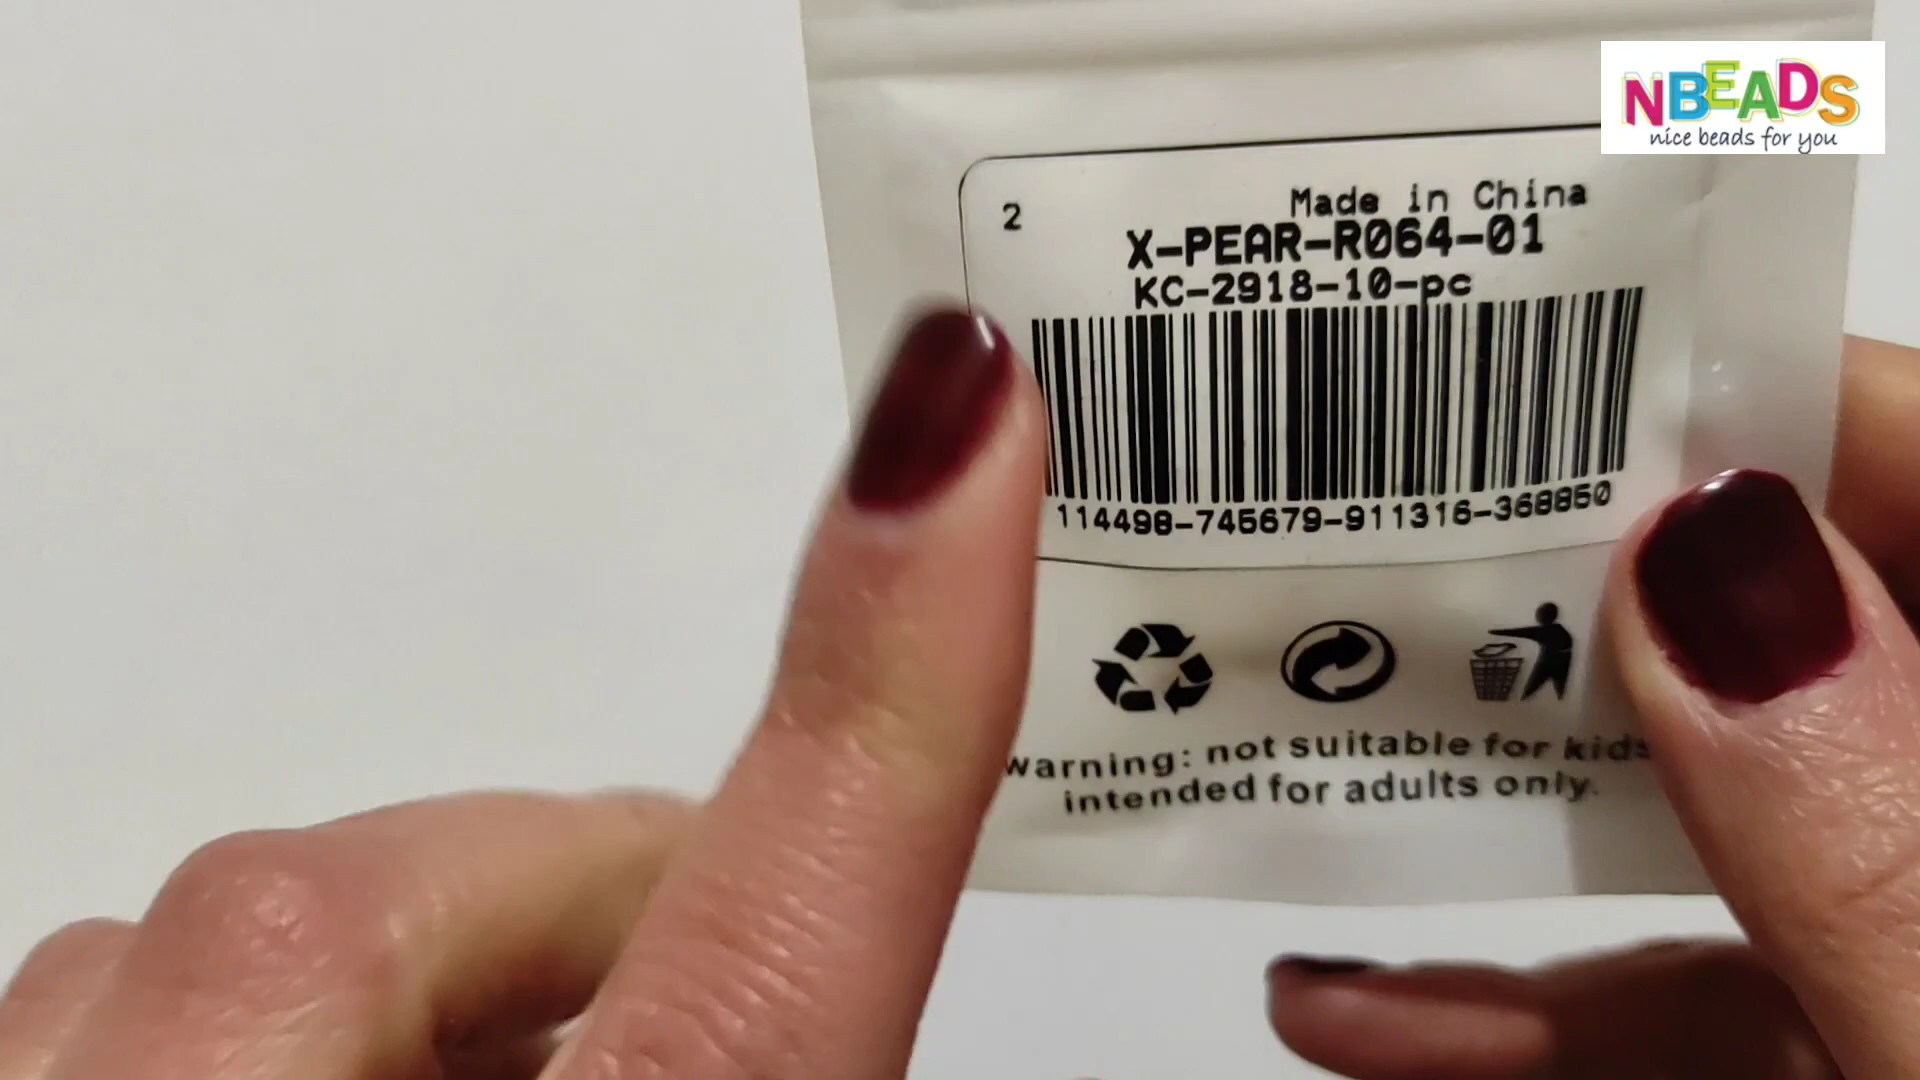 NBEADS
nice beads for you
2
Made in China
X-PEAR-R064-01
KC-2918-10-pc
114498-745679-911316-368850
warning: not suitable for kids
intended for adults only.